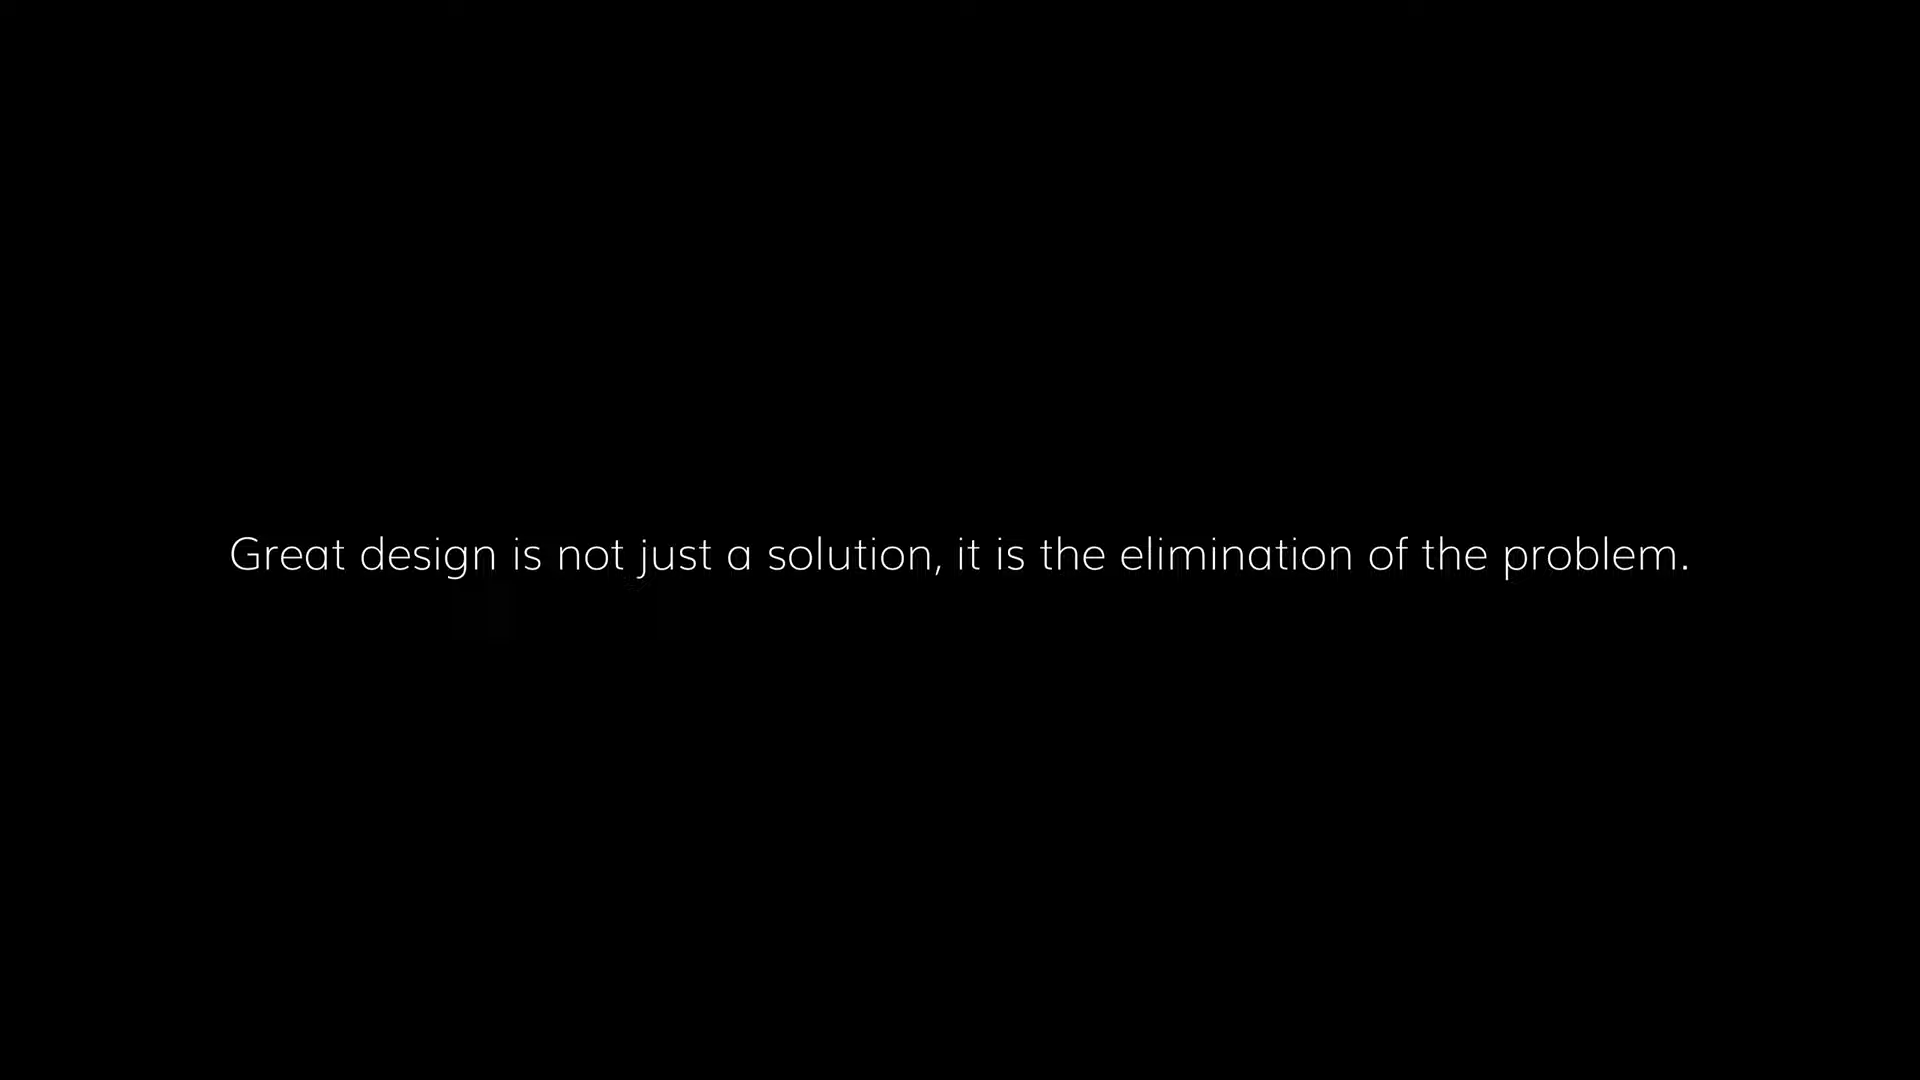 Great design is not just a solution, it is the elimination of the problem.